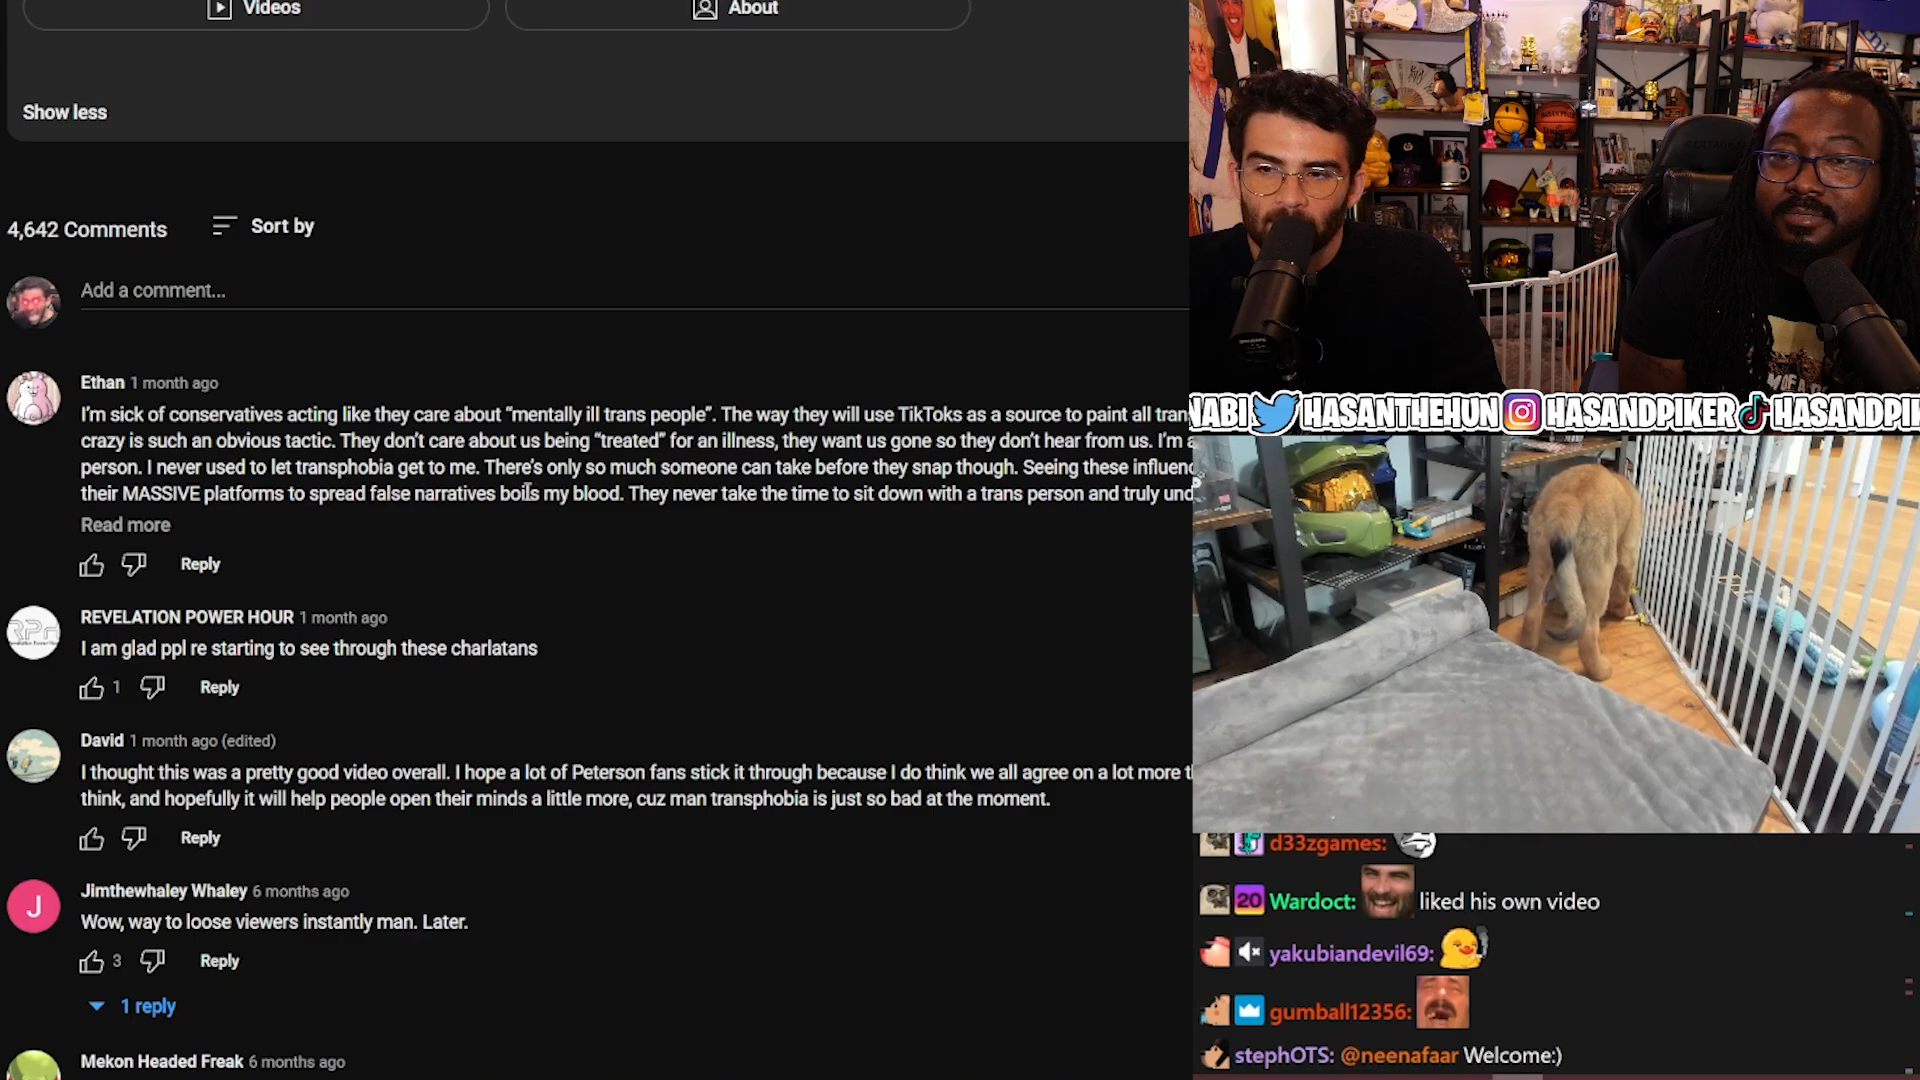 Videos
About
Show less
4,642 Comments
Sort by
Add a comment...
Ethan 1 month ago
I'm sick of conservatives acting like they care about “mentally ill trans people”. The way they will use TikToks as a source to paint all tran
crazy is such an obvious tactic. They don't care about us being “treated” for an illness, they want us gone so they don't hear from us. I'm a
person. I never used to let transphobia get to me. There's only so much someone can take before they snap though. Seeing these influenc
their MASSIVE platforms to spread false narratives boils my blood. They never take the time to sit down with a trans person and truly und
Read more
Reply
REVELATION POWER HOUR 1 month ago
I am glad ppl re starting to see through these charlatans
1
Reply
David 1 month ago (edited)
I thought this was a pretty good video overall. I hope a lot of Peterson fans stick it through because I do think we all agree on a lot more t
think, and hopefully it will help people open their minds a little more, cuz man transphobia is just so bad at the moment.
Reply
J
Jimthewhaley Whaley 6 months ago
Wow, way to loose viewers instantly man. Later.
3
Reply
1 reply
Mekon Headed Freak 6 months ago
NABI HASANTHEHUN HASANDPIKER HASANDPIK
d33zgames:
20 Wardoct: liked his own video
yakubiandevil69:
gumball12356:
stephOTS: @neenafaar Welcome:)